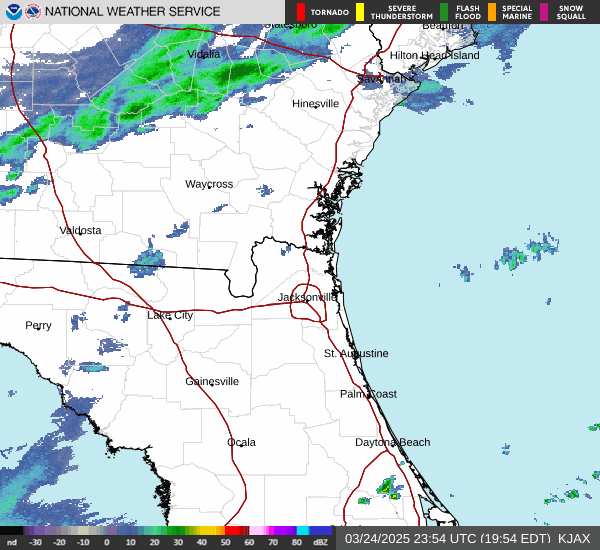 NATIONAL WEATHER SERVICE
TORNADO
SEVERE
THUNDERSTORM
FLASH
FLOOD
SPECIAL
MARINE
SNOW
SQUALL
Statesboro
Beaufort
Vidalia
Hilton Head Island
Savannah
Hinesville
Waycross
Valdosta
Jacksonville
Lake City
Perry
St. Augustine
Gainesville
Palm Coast
Ocala
Daytona Beach
nd -30 -20 -10 0 10 20 30 40 50 60 70 80 dBZ
03/24/2025 23:54 UTC (19:54 EDT) KJAX